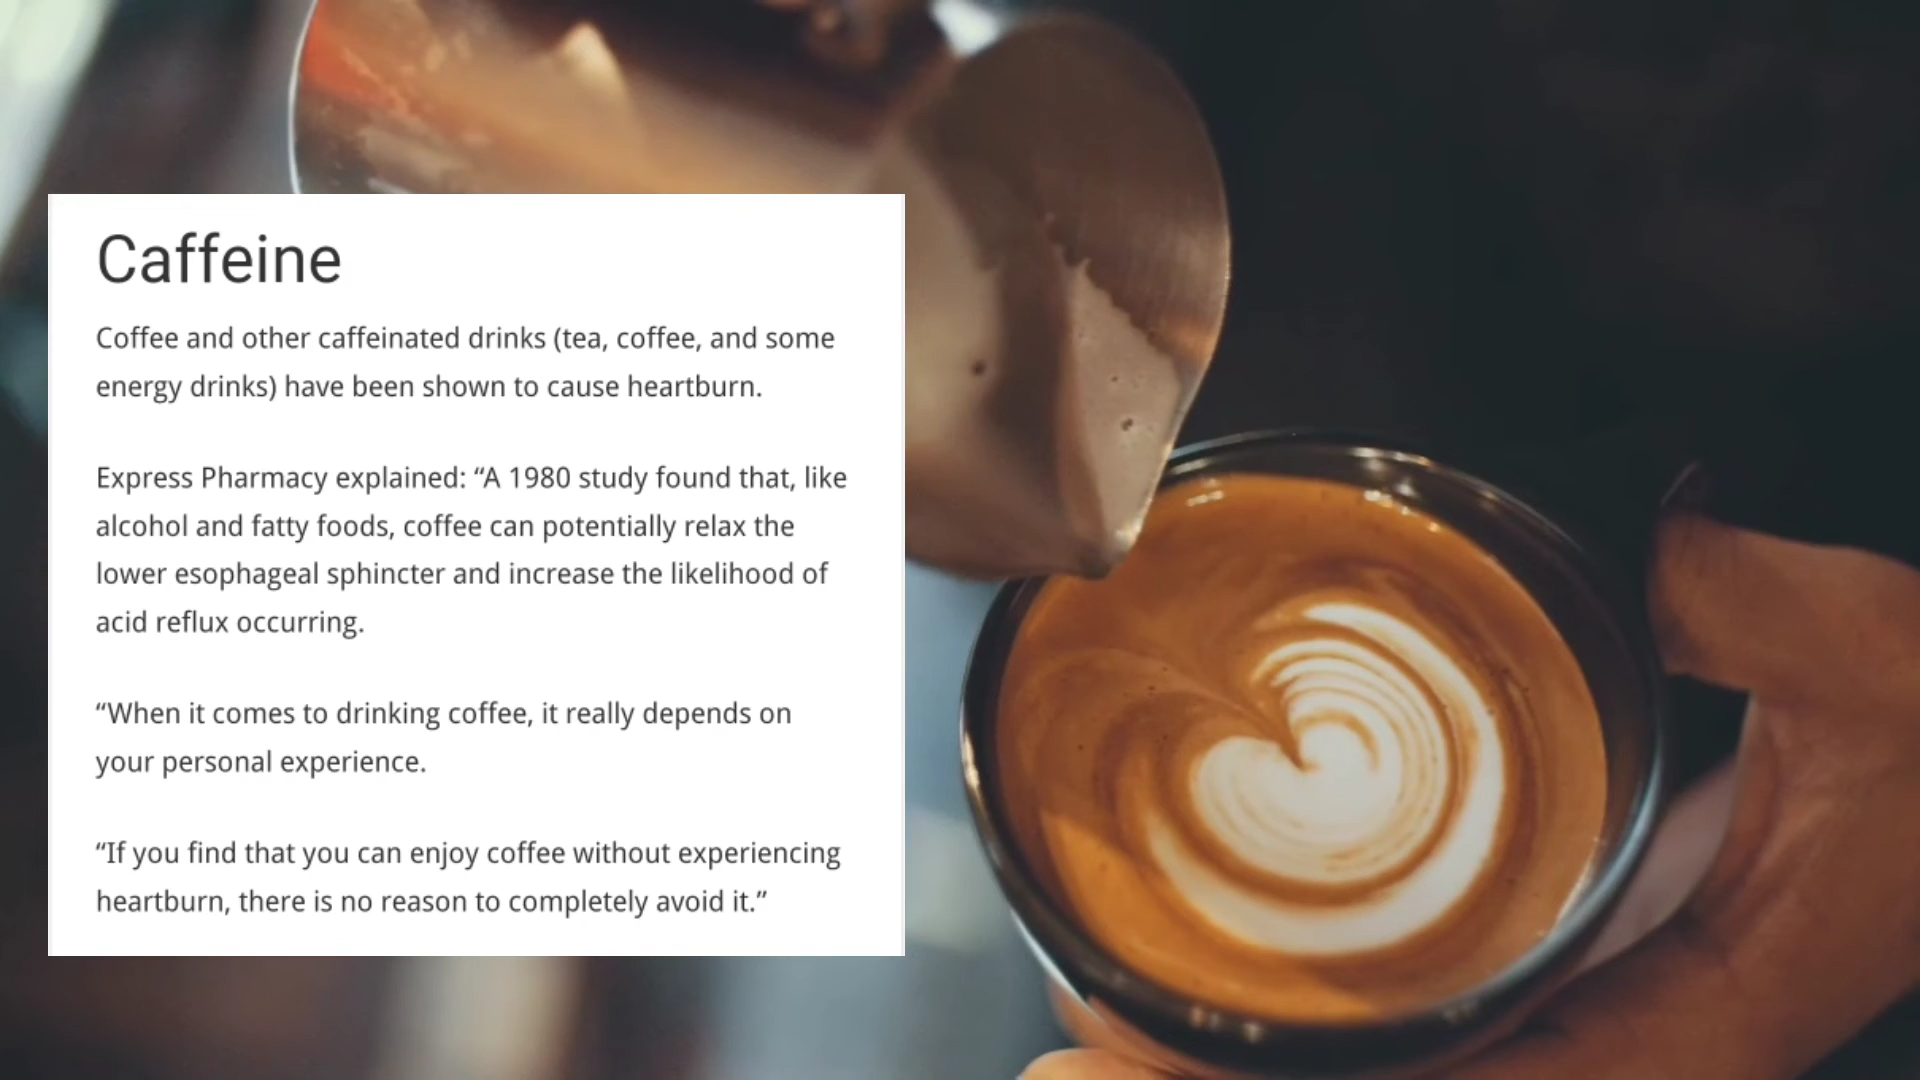 Caffeine
Coffee and other caffeinated drinks (tea, coffee, and some
energy drinks) have been shown to cause heartburn.
Express Pharmacy explained: “A 1980 study found that, like
alcohol and fatty foods, coffee can potentially relax the
lower esophageal sphincter and increase the likelihood of
acid reflux occurring.
“When it comes to drinking coffee, it really depends on
your personal experience.
“If you find that you can enjoy coffee without experiencing
heartburn, there is no reason to completely avoid it.”